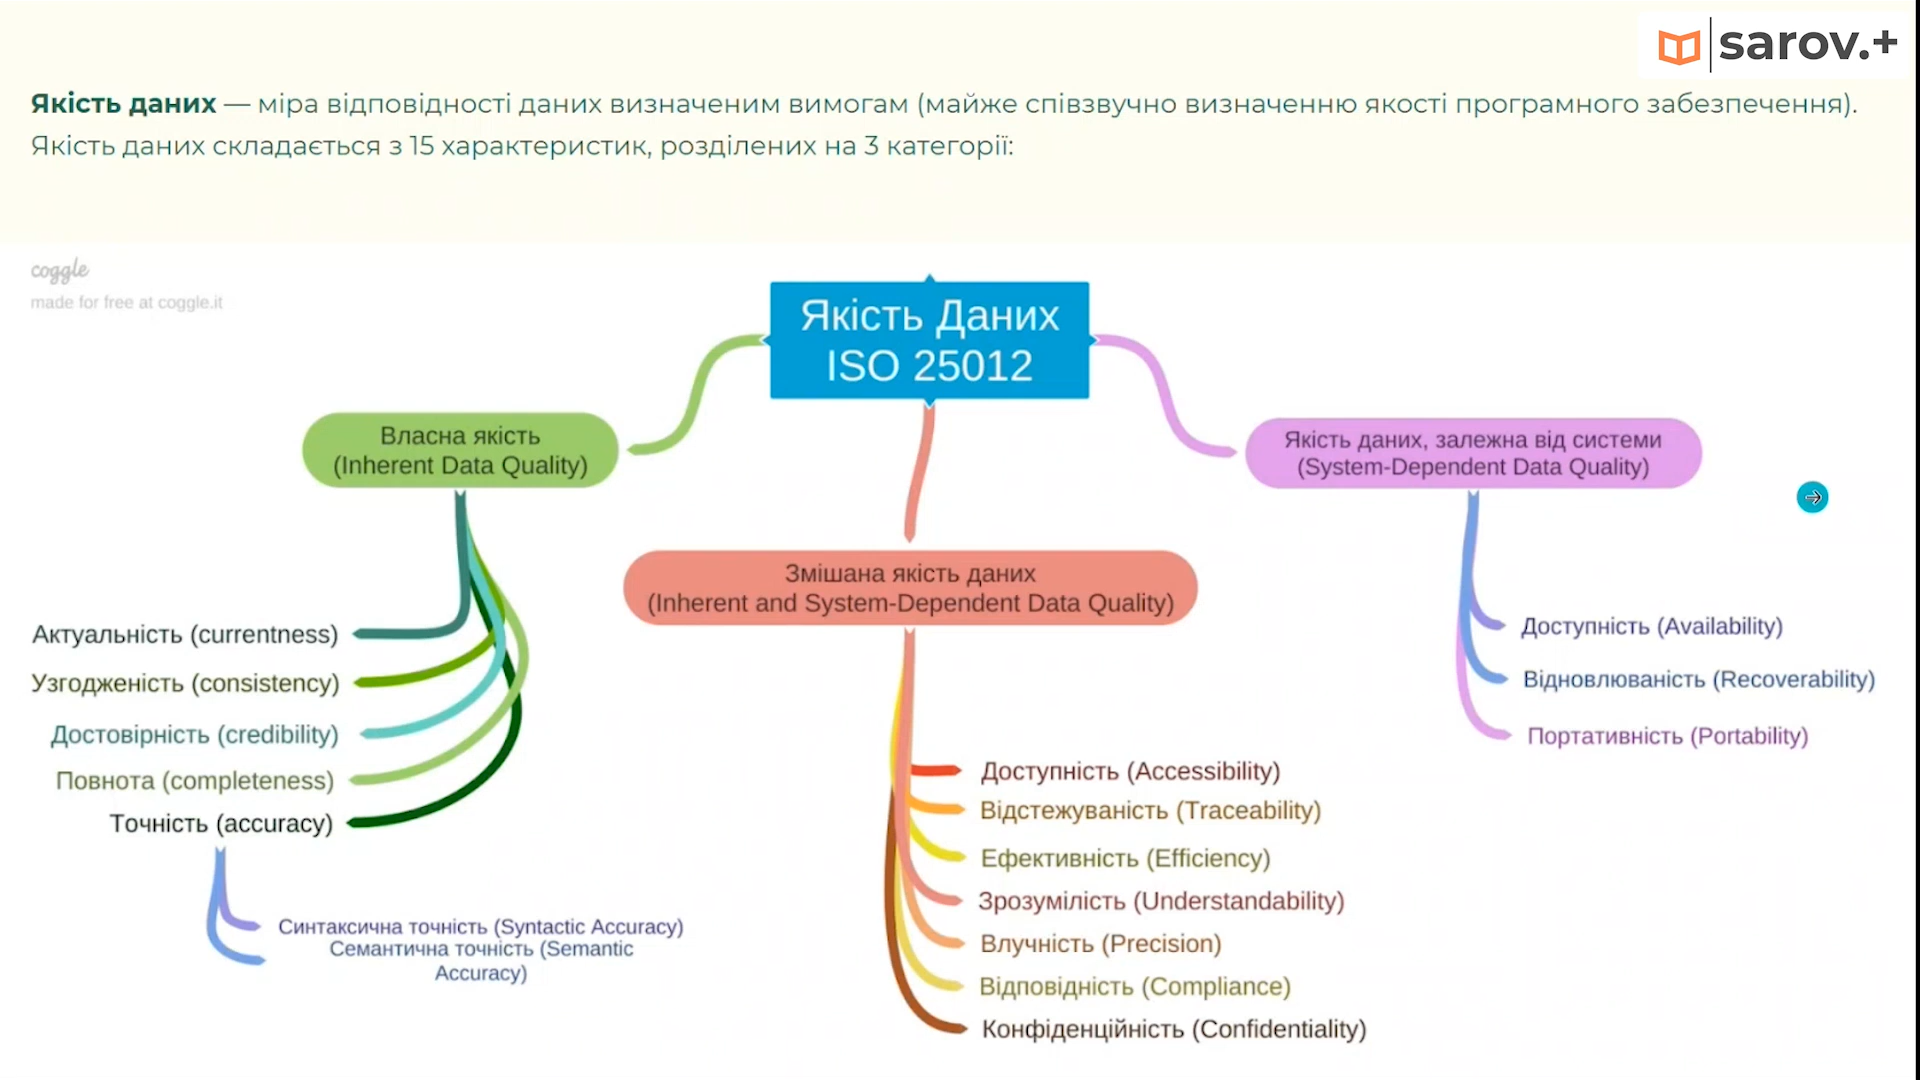 sarov.+
Якість даних — міра відповідності даних визначеним вимогам (майже співзвучно визначенню якості програмного забезпечення).
Якість даних складається з 15 характеристик, розділених на 3 категорії:
coggle
made for free at coggle.it
Якість Даних
ISO 25012
Власна якість
(Inherent Data Quality)
Актуальність (currentness)
Узгодженість (consistency)
Достовірність (credibility)
Повнота (completeness)
Точність (accuracy)
Синтаксична точність (Syntactic Accuracy)
Семантична точність (Semantic
Accuracy)
Змішана якість даних
(Inherent and System-Dependent Data Quality)
Доступність (Accessibility)
Відстежуваність (Traceability)
Ефективність (Efficiency)
Зрозумілість (Understandability)
Влучність (Precision)
Відповідність (Compliance)
Конфіденційність (Confidentiality)
Якість даних, залежна від системи
(System-Dependent Data Quality)
Доступність (Availability)
Відновлюваність (Recoverability)
Портативність (Portability)